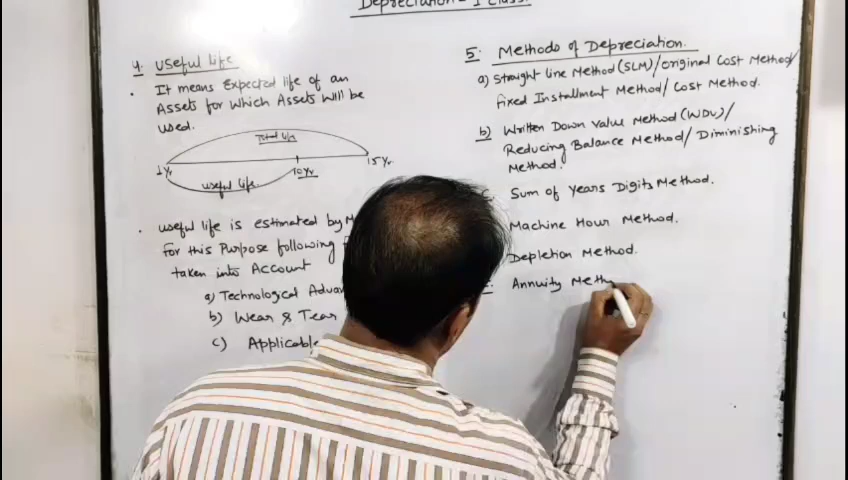 Depreciation - I Class.
4. Useful life
. It means Expected life of an
Assets for which Assets will be
used.
Total life
1 Yr.
10 Yr
15 Yr.
useful life.
. useful life is estimated by
For this Purpose following
taken into Account
a) Technological
b) Wear & Tear
c) Applicable
5. Methods of Depreciation.
a) Straight line Method (SLM)/original Cost Method/
Fixed Installment Method/ Cost Method.
b) Written Down Value Method (WDV)/
Reducing Balance Method/ Diminishing
Method.
Sum of Years Digits Method.
Machine Hour Method.
Depletion Method.
Annuity Meth